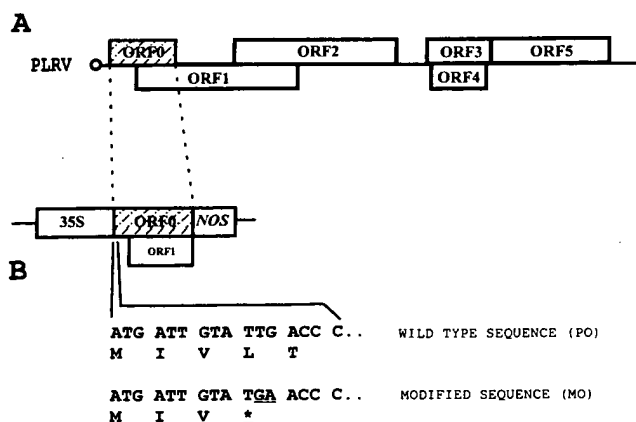 A
ORF0 ORF2 ORF3 ORF5
PLRV
ORF1 ORF4
35S ORF0 NOS
ORF1
B
ATG ATT GTA TTG ACC C.. WILD TYPE SEQUENCE (PO)
M I V L T
ATG ATT GTA TGA ACC C.. MODIFIED SEQUENCE (MO)
M I V *